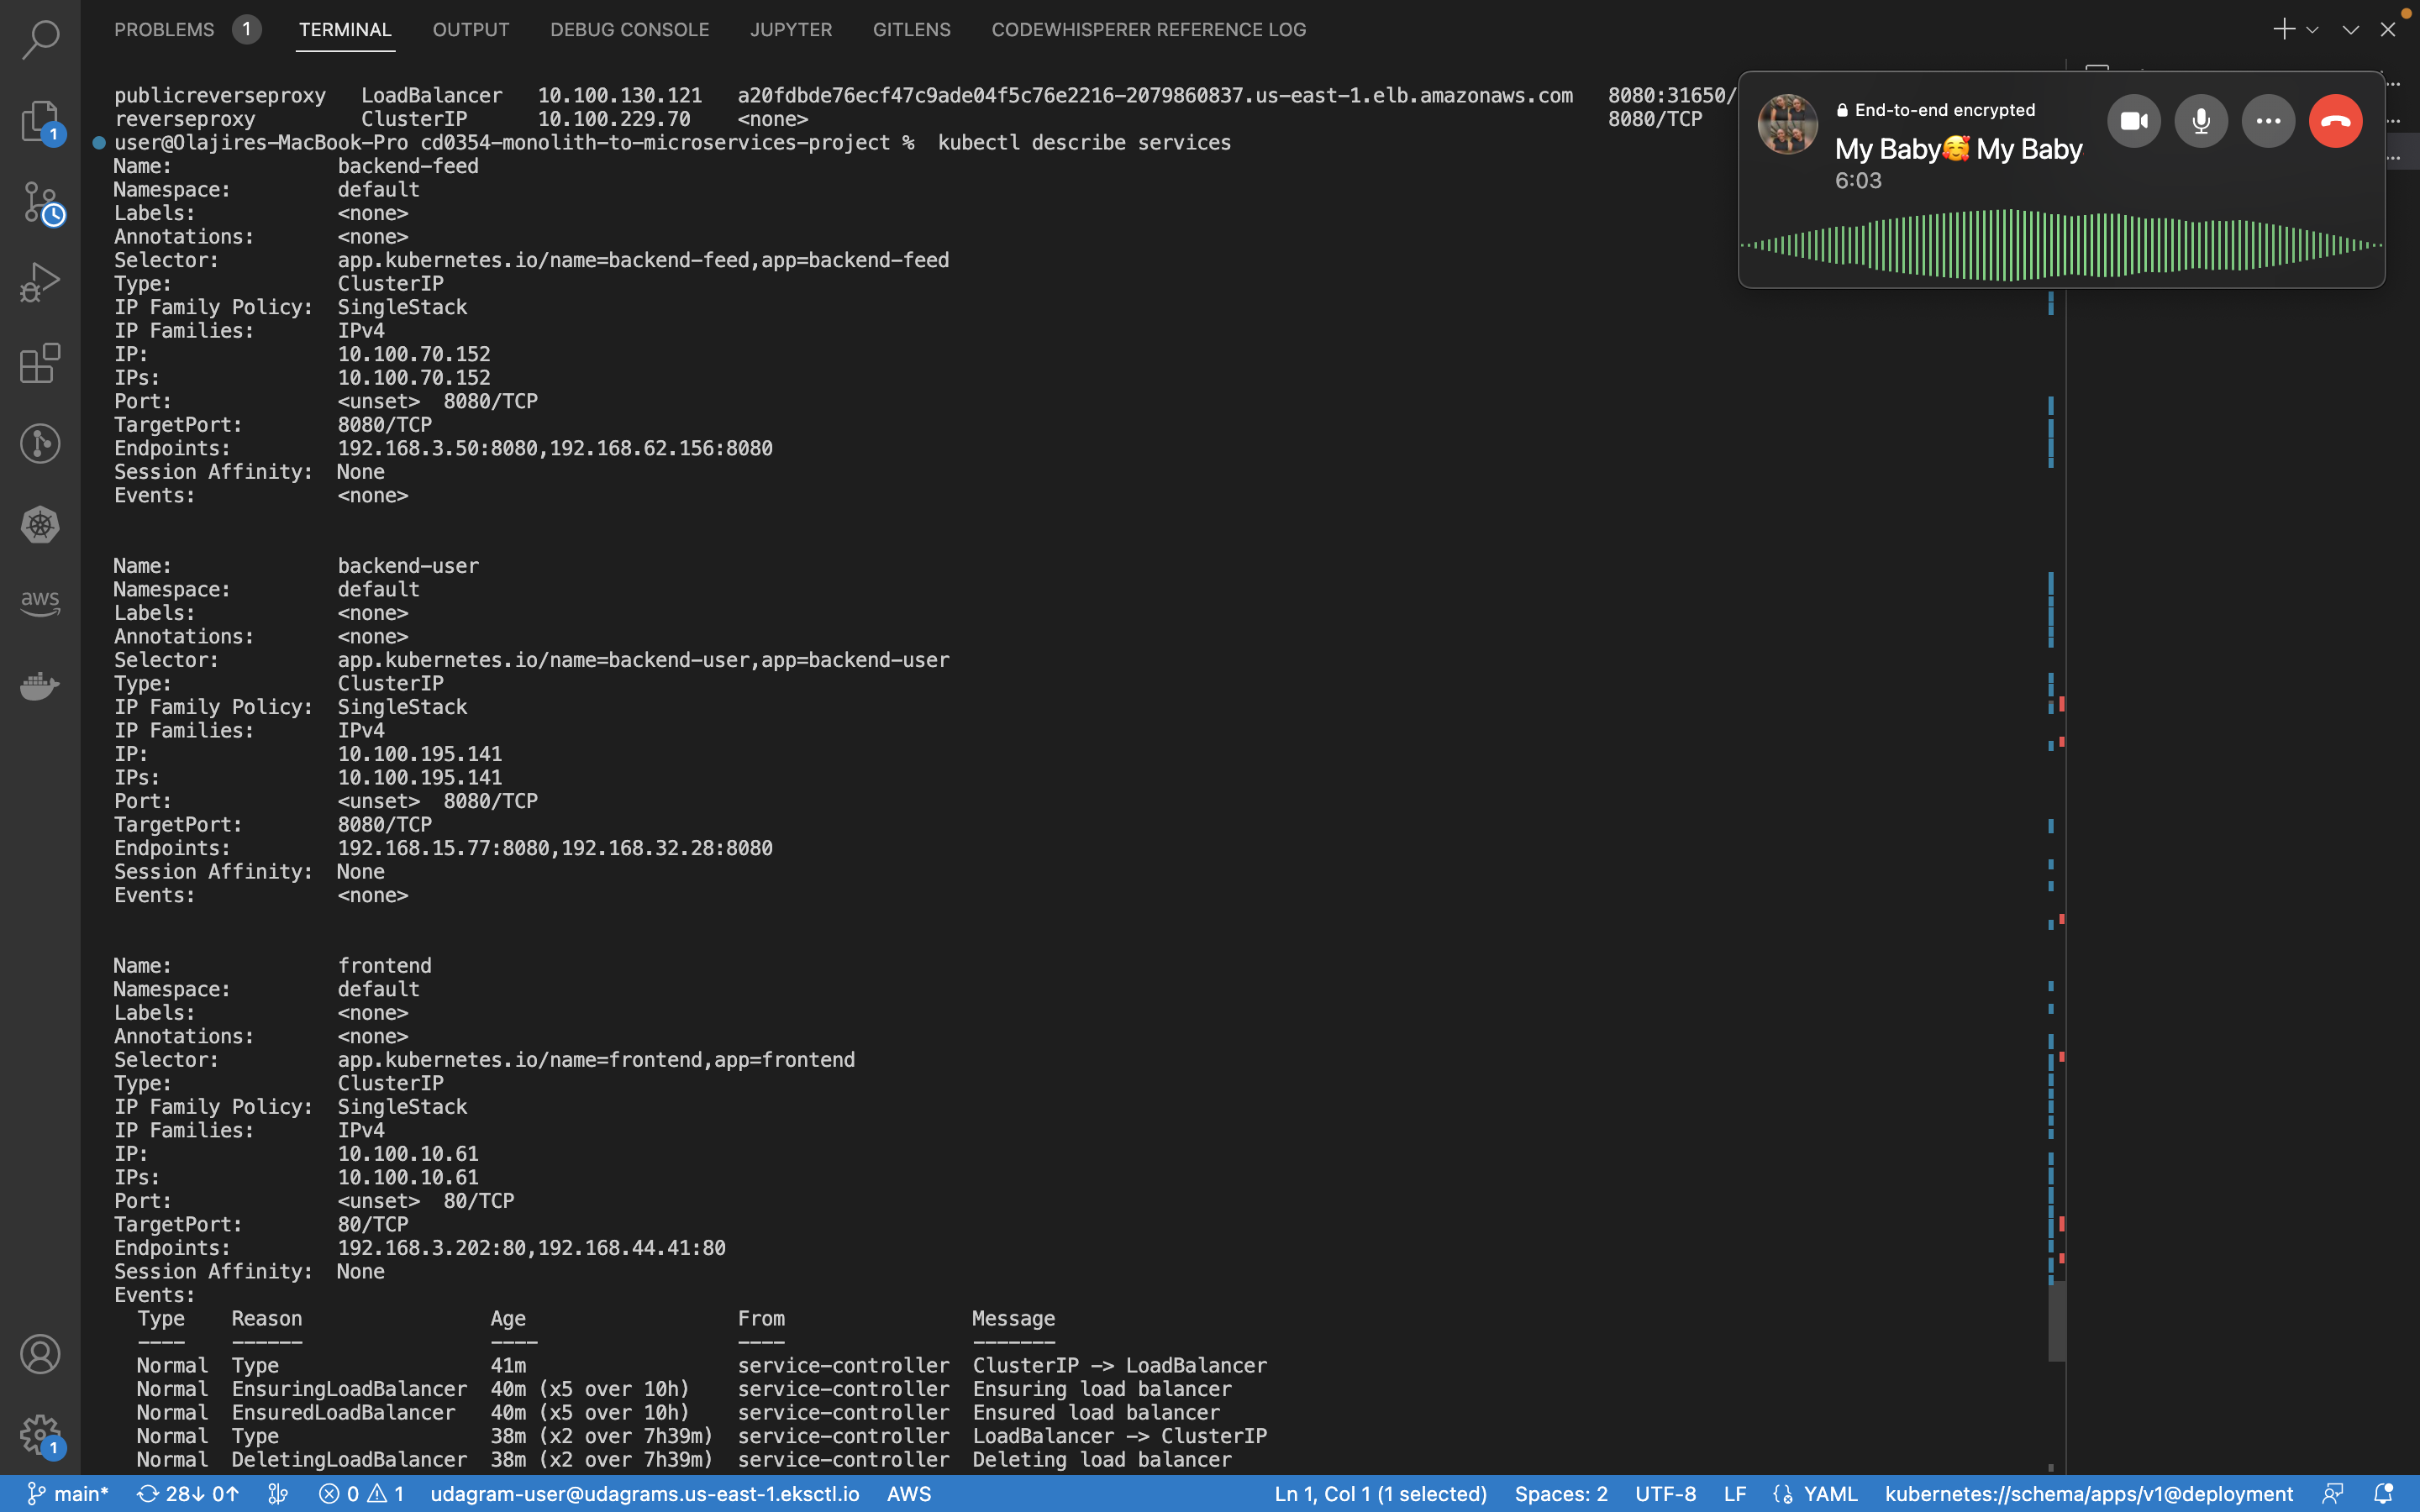 PROBLEMS 1 TERMINAL OUTPUT DEBUG CONSOLE JUPYTER GITLENS CODEWHISPERER REFERENCE LOG
publicreverseproxy LoadBalancer 10.100.130.121 a20fdbde76ecf47c9ade04f5c76e2216-2079860837.us-east-1.elb.amazonaws.com 8080:31650/
reverseproxy ClusterIP 10.100.229.70 <none> 8080/TCP
user@Olajires-MacBook-Pro cd0354-monolith-to-microservices-project % kubectl describe services
Name: backend-feed
Namespace: default
Labels: <none>
Annotations: <none>
Selector: app.kubernetes.io/name=backend-feed,app=backend-feed
Type: ClusterIP
IP Family Policy: SingleStack
IP Families: IPv4
IP: 10.100.70.152
IPs: 10.100.70.152
Port: <unset> 8080/TCP
TargetPort: 8080/TCP
Endpoints: 192.168.3.50:8080,192.168.62.156:8080
Session Affinity: None
Events: <none>
Name: backend-user
Namespace: default
Labels: <none>
Annotations: <none>
Selector: app.kubernetes.io/name=backend-user,app=backend-user
Type: ClusterIP
IP Family Policy: SingleStack
IP Families: IPv4
IP: 10.100.195.141
IPs: 10.100.195.141
Port: <unset> 8080/TCP
TargetPort: 8080/TCP
Endpoints: 192.168.15.77:8080,192.168.32.28:8080
Session Affinity: None
Events: <none>
Name: frontend
Namespace: default
Labels: <none>
Annotations: <none>
Selector: app.kubernetes.io/name=frontend,app=frontend
Type: ClusterIP
IP Family Policy: SingleStack
IP Families: IPv4
IP: 10.100.10.61
IPs: 10.100.10.61
Port: <unset> 80/TCP
TargetPort: 80/TCP
Endpoints: 192.168.3.202:80,192.168.44.41:80
Session Affinity: None
Events:
Type Reason Age From Message
---- ------ ---- ---- -------
Normal Type 41m service-controller ClusterIP -> LoadBalancer
Normal EnsuringLoadBalancer 40m (x5 over 10h) service-controller Ensuring load balancer
Normal EnsuredLoadBalancer 40m (x5 over 10h) service-controller Ensured load balancer
Normal Type 38m (x2 over 7h39m) service-controller LoadBalancer -> ClusterIP
Normal DeletingLoadBalancer 38m (x2 over 7h39m) service-controller Deleting load balancer
End-to-end encrypted
My Baby🥰 My Baby
6:03
1
aws
1
main* 28↓ 0↑ 0 1 udagram-user@udagrams.us-east-1.eksctl.io AWS Ln 1, Col 1 (1 selected) Spaces: 2 UTF-8 LF YAML kubernetes://schema/apps/v1@deployment